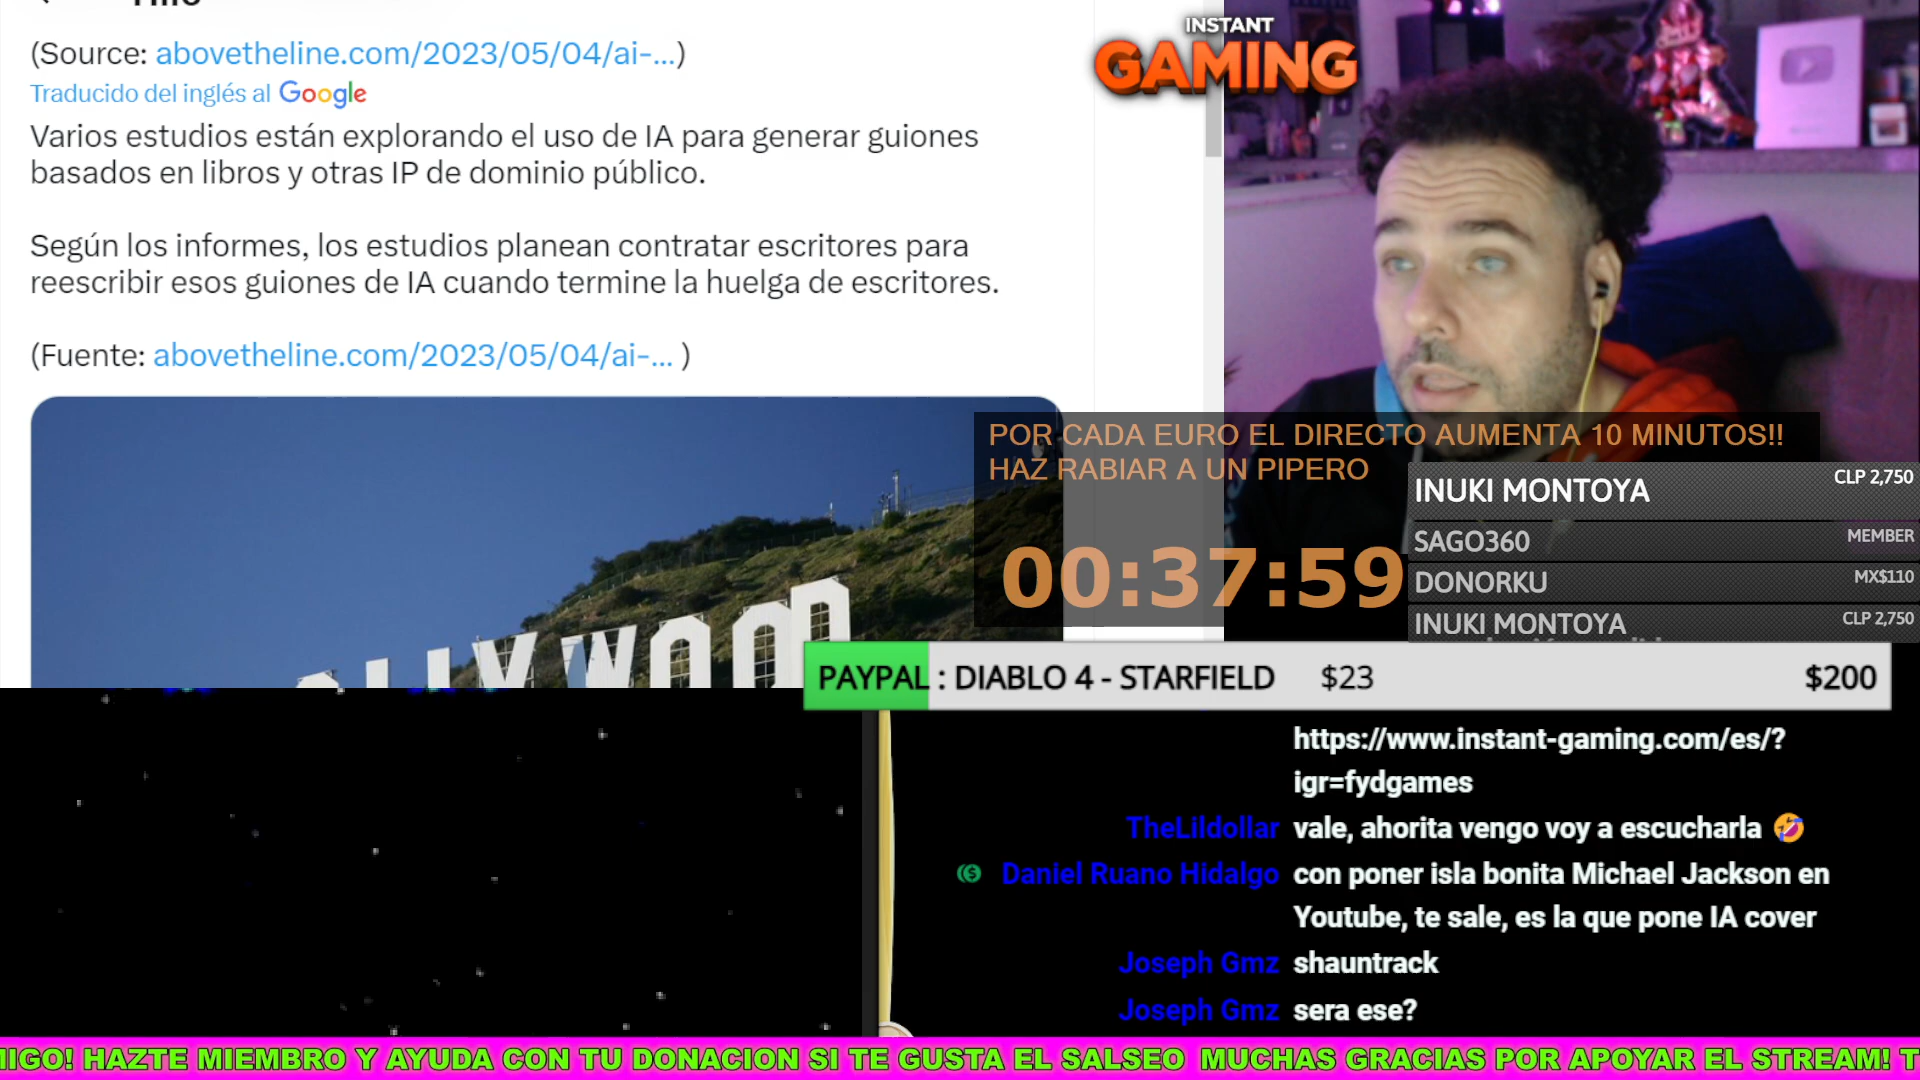 (Source: abovetheline.com/2023/05/04/ai-...)
Traducido del inglés al Google
Varios estudios están explorando el uso de IA para generar guiones
basados en libros y otras IP de dominio público.
Según los informes, los estudios planean contratar escritores para
reescribir esos guiones de IA cuando termine la huelga de escritores.
(Fuente: abovetheline.com/2023/05/04/ai-... )
INSTANT
GAMING
POR CADA EURO EL DIRECTO AUMENTA 10 MINUTOS!!
HAZ RABIAR A UN PIPERO
00:37:59
INUKI MONTOYA CLP 2,750
SAGO360 MEMBER
DONORKU MX$110
INUKI MONTOYA CLP 2,750
PAYPAL : DIABLO 4 - STARFIELD $23 $200
https://www.instant-gaming.com/es/?
igr=fydgames
TheLildollar vale, ahorita vengo voy a escucharla 🤣
Daniel Ruano Hidalgo con poner isla bonita Michael Jackson en
Youtube, te sale, es la que pone IA cover
Joseph Gmz shauntrack
Joseph Gmz sera ese?
MIGO! HAZTE MIEMBRO Y AYUDA CON TU DONACION SI TE GUSTA EL SALSEO MUCHAS GRACIAS POR APOYAR EL STREAM! T